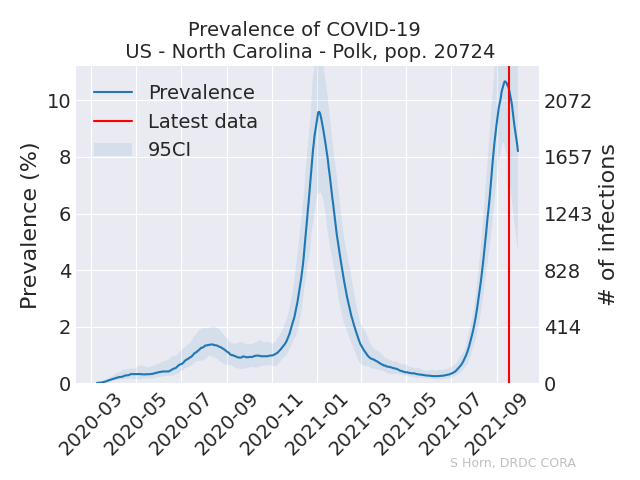 Prevalence of COVID-19
US - North Carolina - Polk, pop. 20724
Prevalence
Latest data
95CI
Prevalence (%)
10
8
6
4
2
0
2072
1657
1243
828
414
0
# of infections
2020-03
2020-05
2020-07
2020-09
2020-11
2021-01
2021-03
2021-05
2021-07
2021-09
S Horn, DRDC CORA